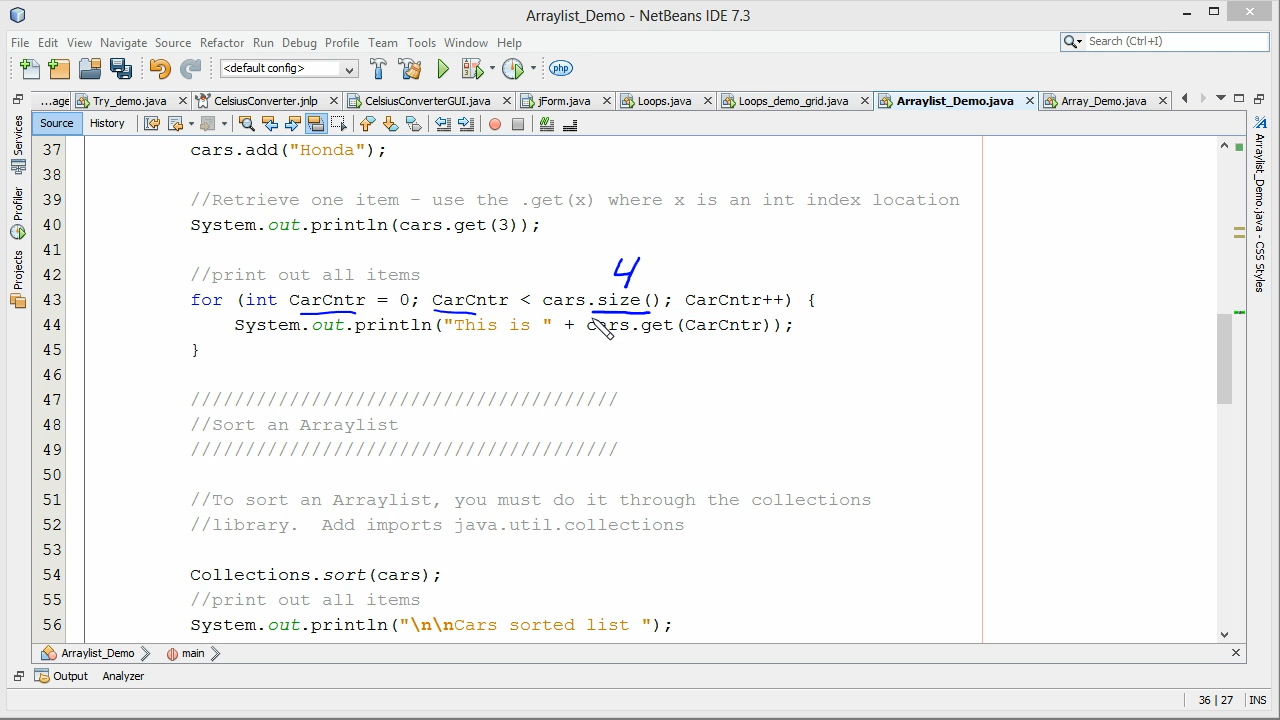 Arraylist_Demo - NetBeans IDE 7.3
File Edit View Navigate Source Refactor Run Debug Profile Team Tools Window Help
Search (Ctrl+I)
<default config>
php
...age Try_demo.java CelsiusConverter.jnlp CelsiusConverterGUI.java jForm.java Loops.java Loops_demo_grid.java Arraylist_Demo.java Array_Demo.java
Source History
Services
Profiler
Projects
Arraylist_Demo.java - CSS Styles
37 cars.add("Honda");
38
39 //Retrieve one item - use the .get(x) where x is an int index location
40 System.out.println(cars.get(3));
41
4
42 //print out all items
43 for (int CarCntr = 0; CarCntr < cars.size(); CarCntr++) {
44 System.out.println("This is " + cars.get(CarCntr));
45 }
46
47 ///////////////////////////////////////
48 //Sort an Arraylist
49 ///////////////////////////////////////
50
51 //To sort an Arraylist, you must do it through the collections
52 //library.  Add imports java.util.collections
53
54 Collections.sort(cars);
55 //print out all items
56 System.out.println("\n\nCars sorted list ");
Arraylist_Demo main
Output Analyzer
36 | 27 INS